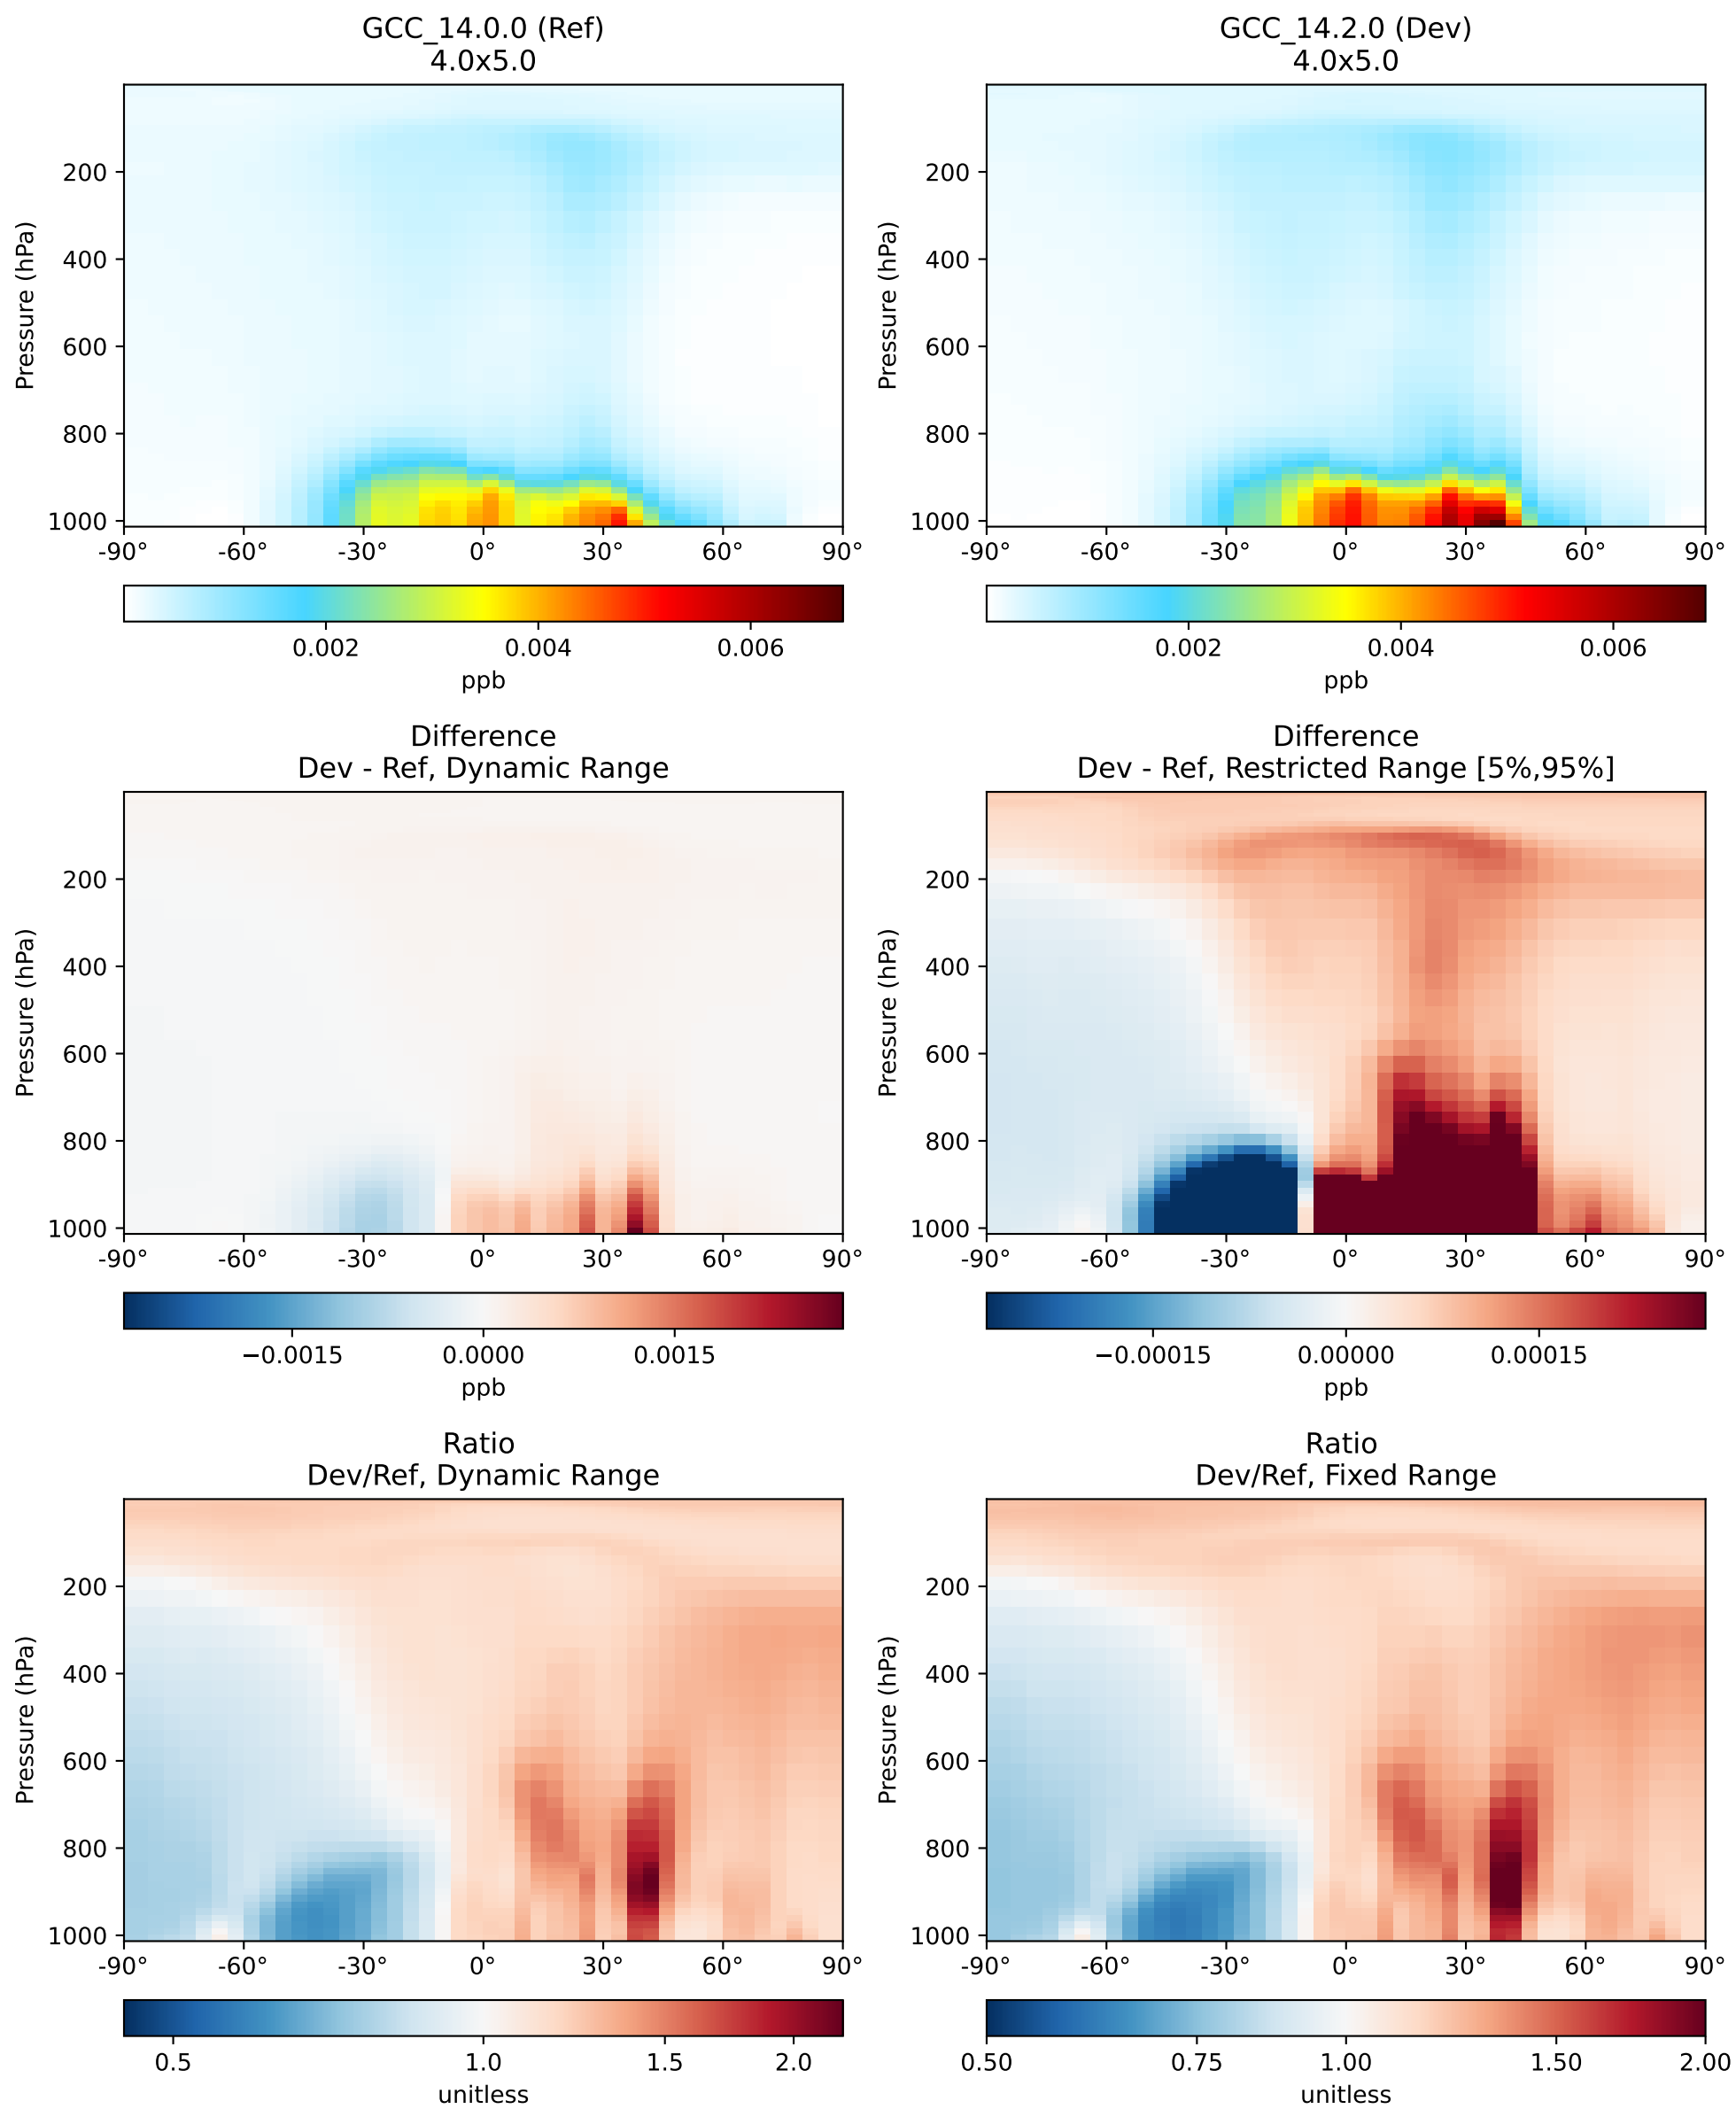 GCC_14.0.0 (Ref)
4.0x5.0
Pressure (hPa)
200
400
600
800
1000
-90° -60° -30° 0° 30° 60° 90°
0.002 0.004 0.006
ppb
GCC_14.2.0 (Dev)
4.0x5.0
Pressure (hPa)
200
400
600
800
1000
-90° -60° -30° 0° 30° 60° 90°
0.002 0.004 0.006
ppb
Difference
Dev - Ref, Dynamic Range
Pressure (hPa)
200
400
600
800
1000
-90° -60° -30° 0° 30° 60° 90°
−0.0015 0.0000 0.0015
ppb
Difference
Dev - Ref, Restricted Range [5%,95%]
Pressure (hPa)
200
400
600
800
1000
-90° -60° -30° 0° 30° 60° 90°
−0.00015 0.00000 0.00015
ppb
Ratio
Dev/Ref, Dynamic Range
Pressure (hPa)
200
400
600
800
1000
-90° -60° -30° 0° 30° 60° 90°
0.5 1.0 1.5 2.0
unitless
Ratio
Dev/Ref, Fixed Range
Pressure (hPa)
200
400
600
800
1000
-90° -60° -30° 0° 30° 60° 90°
0.50 0.75 1.00 1.50 2.00
unitless